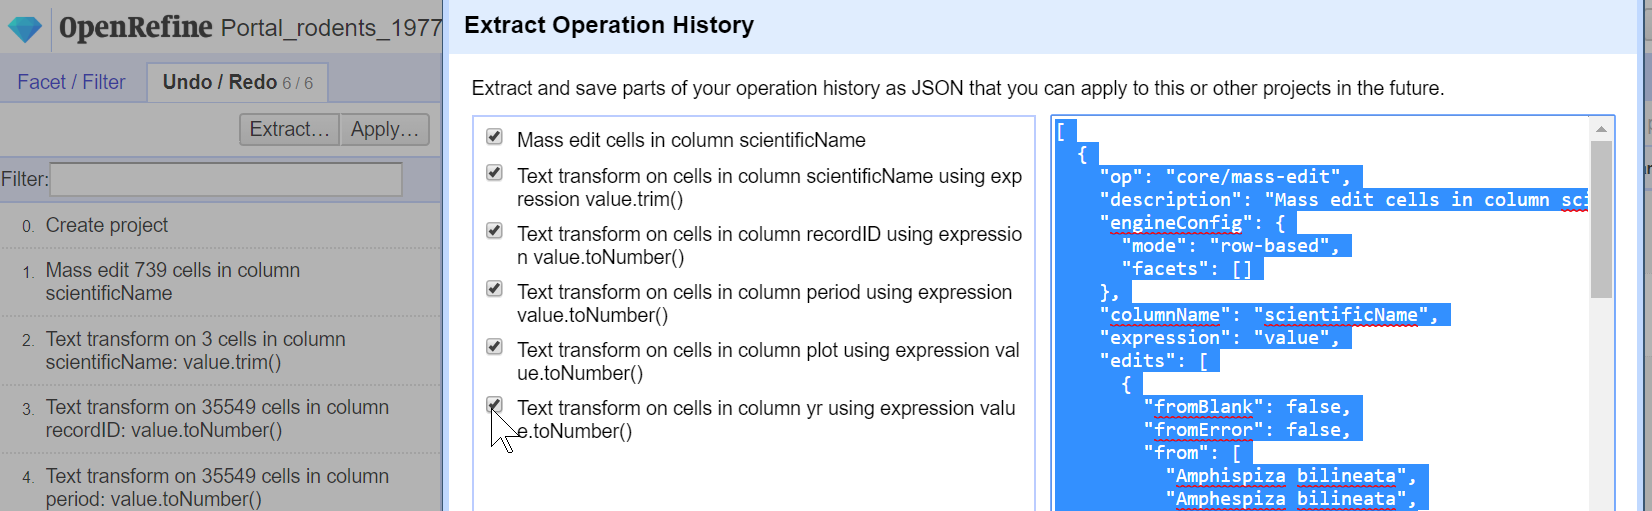 OpenRefine Portal_rodents_1977
Facet / Filter
Undo / Redo 6 / 6
Extract...
Apply...
Filter:
0. Create project
1. Mass edit 739 cells in column
scientificName
2. Text transform on 3 cells in column
scientificName: value.trim()
3. Text transform on 35549 cells in column
recordID: value.toNumber()
4. Text transform on 35549 cells in column
period: value.toNumber()
Extract Operation History
Extract and save parts of your operation history as JSON that you can apply to this or other projects in the future.
Mass edit cells in column scientificName
Text transform on cells in column scientificName using exp
ression value.trim()
Text transform on cells in column recordID using expressio
n value.toNumber()
Text transform on cells in column period using expression
value.toNumber()
Text transform on cells in column plot using expression val
ue.toNumber()
Text transform on cells in column yr using expression valu
e.toNumber()
[
{
"op": "core/mass-edit",
"description": "Mass edit cells in column sci
"engineConfig": {
"mode": "row-based",
"facets": []
},
"columnName": "scientificName",
"expression": "value",
"edits": [
{
"fromBlank": false,
"fromError": false,
"from": [
"Amphispiza bilineata",
"Amphespiza bilineata",